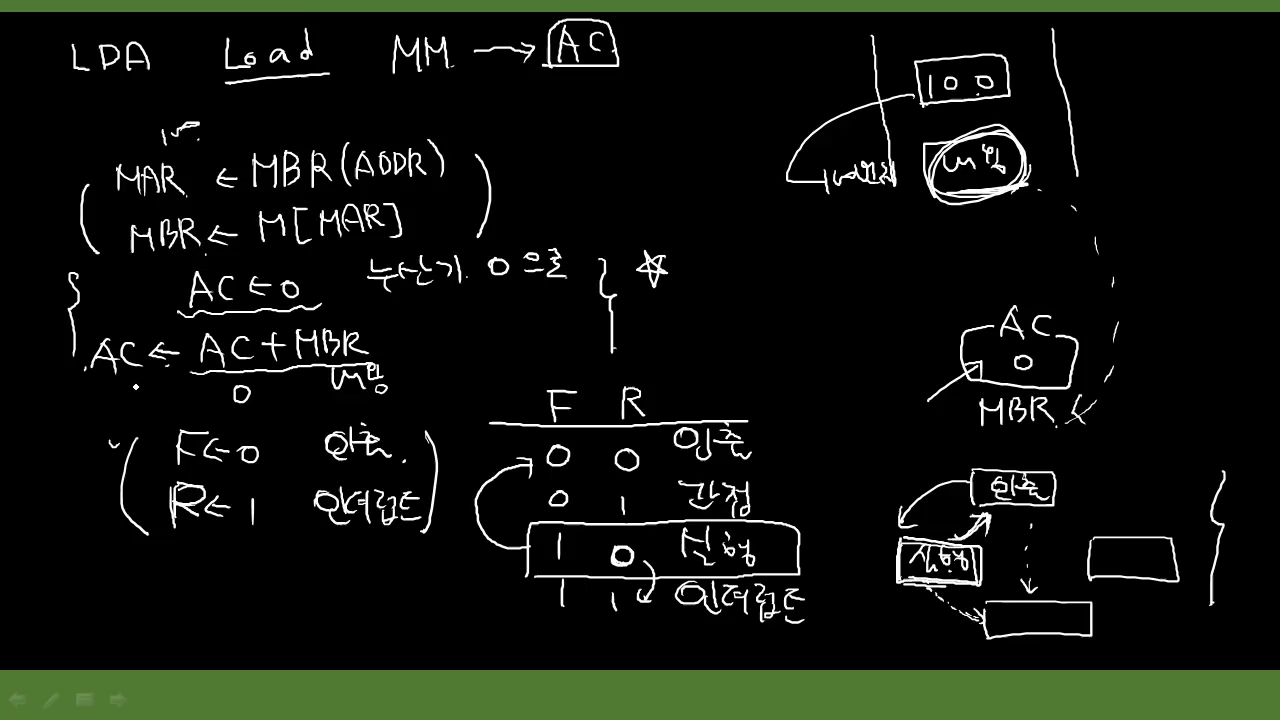 LDA Load MM → AC
MAR ← MBR(ADDR)
MBR ← M[MAR]
AC ← 0 누산기 0으로
AC ← AC + MBR
0 내왕
F ← 0 인출
R ← 1 인터럽트
F R
0 0 인출
0 1 간접
1 0 실행
1 1 인터럽트
100
AC
0
MBR
인출
실행